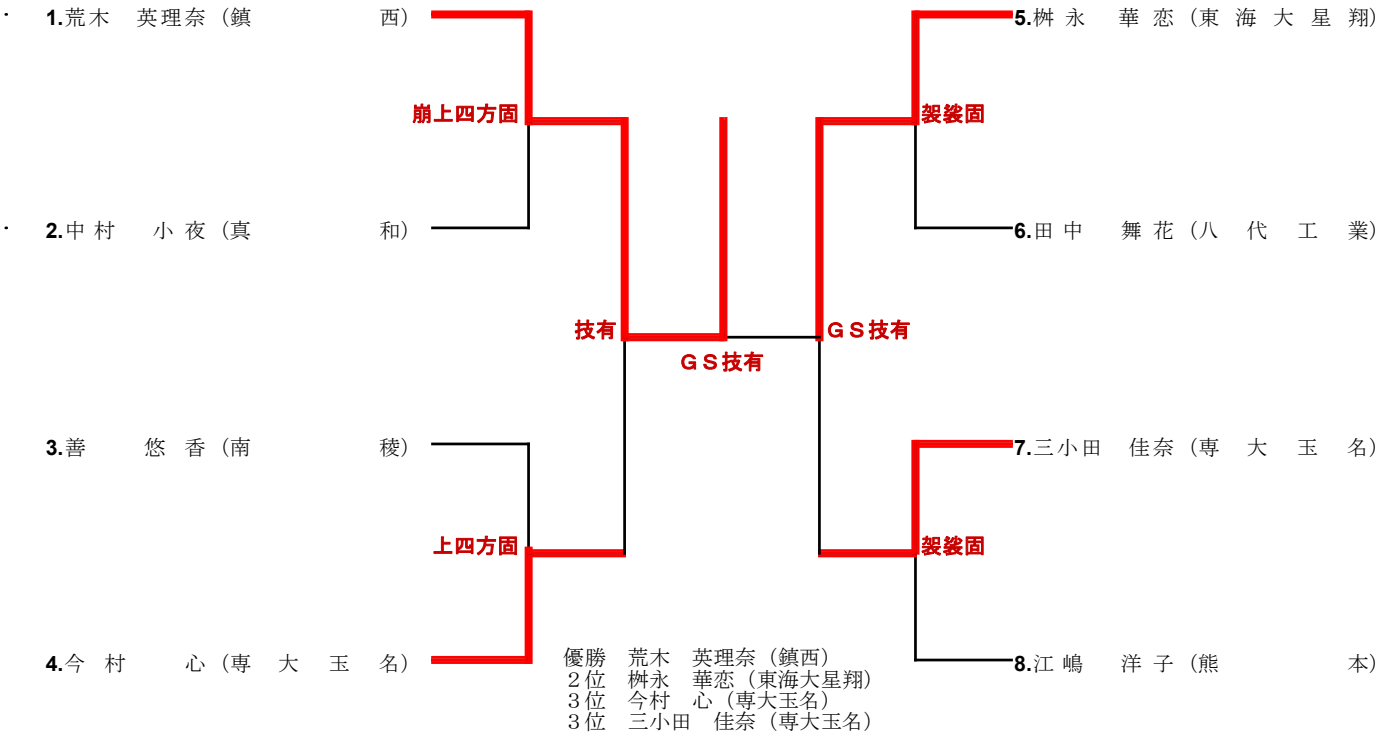 1.荒木 英理奈（鎮 西）
5.桝永 華恋（東海大星翔）
崩上四方固
袈裟固
2.中村 小夜（真 和）
6.田中 舞花（八代工業）
技有
GS技有
GS技有
3.善 悠香（南 稜）
7.三小田 佳奈（専大玉名）
上四方固
袈裟固
4.今村 心（専大玉名）
8.江嶋 洋子（熊 本）
優勝 荒木 英理奈（鎮西）
２位 桝永 華恋（東海大星翔）
３位 今村 心（専大玉名）
３位 三小田 佳奈（専大玉名）